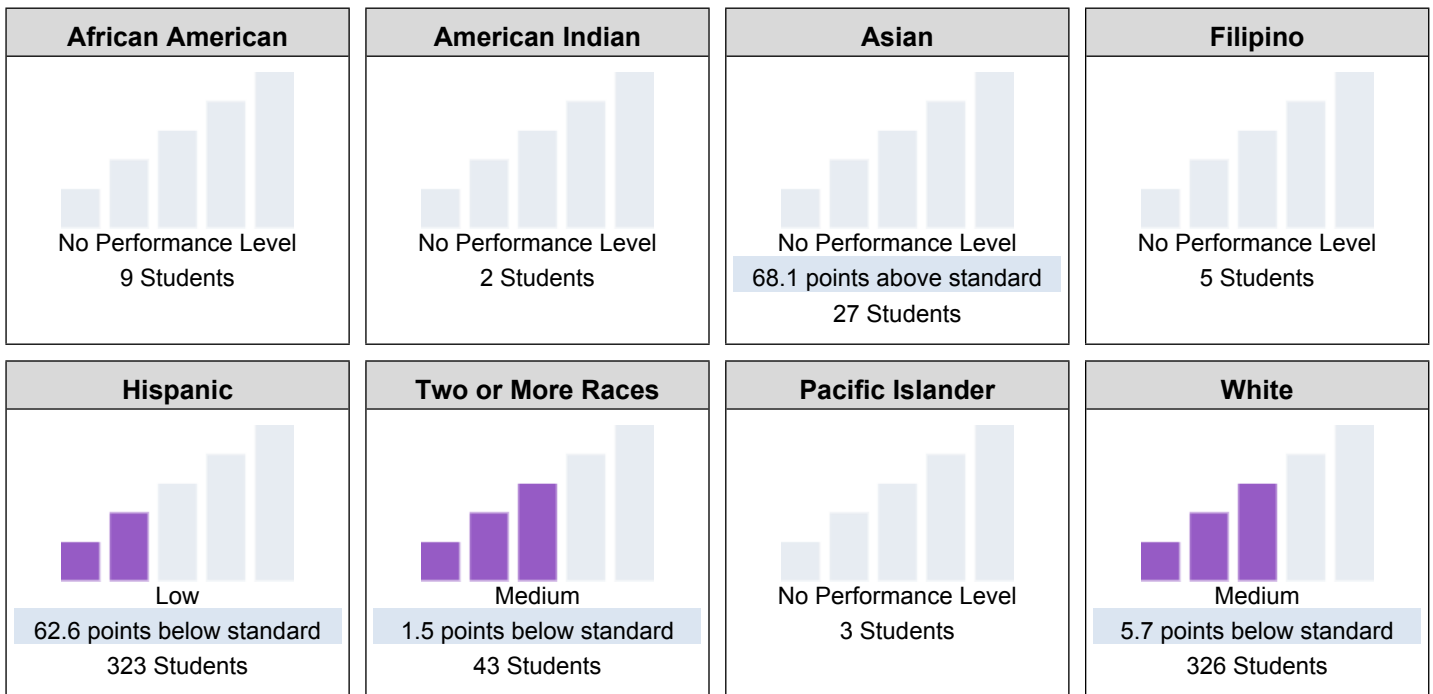 African American
No Performance Level
9 Students
American Indian
No Performance Level
2 Students
Asian
No Performance Level
68.1 points above standard
27 Students
Filipino
No Performance Level
5 Students
Hispanic
Low
62.6 points below standard
323 Students
Two or More Races
Medium
1.5 points below standard
43 Students
Pacific Islander
No Performance Level
3 Students
White
Medium
5.7 points below standard
326 Students